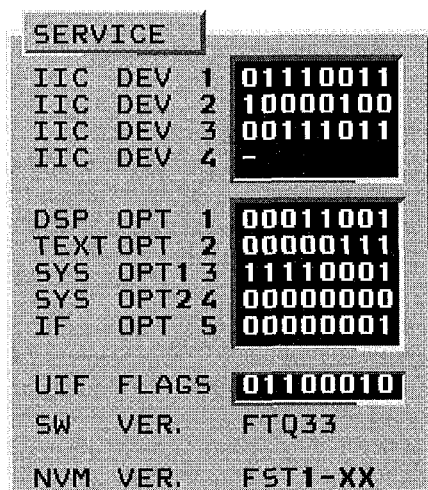 SERVICE
IIC DEV 1 01110011
IIC DEV 2 10000100
IIC DEV 3 00111011
IIC DEV 4 -
DSP OPT 1 00011001
TEXT OPT 2 00000111
SYS OPT1 3 11110001
SYS OPT2 4 00000000
IF OPT 5 00000001
UIF FLAGS 01100010
SW VER. FTQ33
NVM VER. FST1-XX